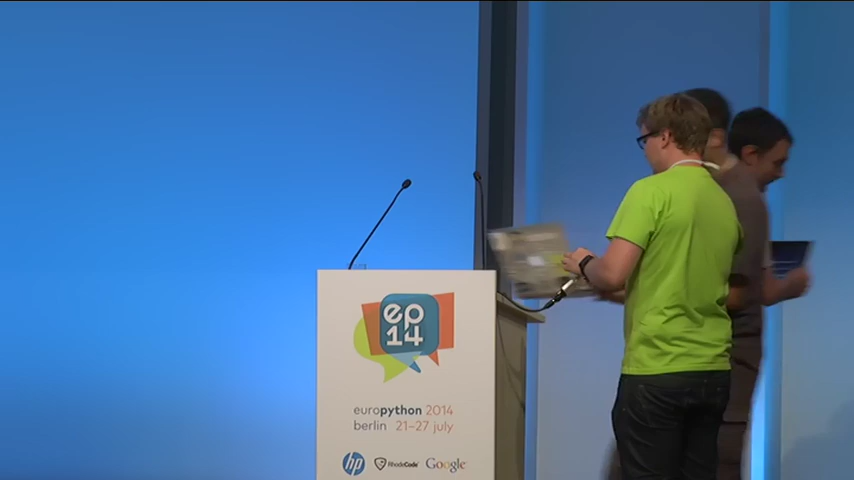 ep
14
europython 2014
berlin 21–27 july
hp RhodeCode Google